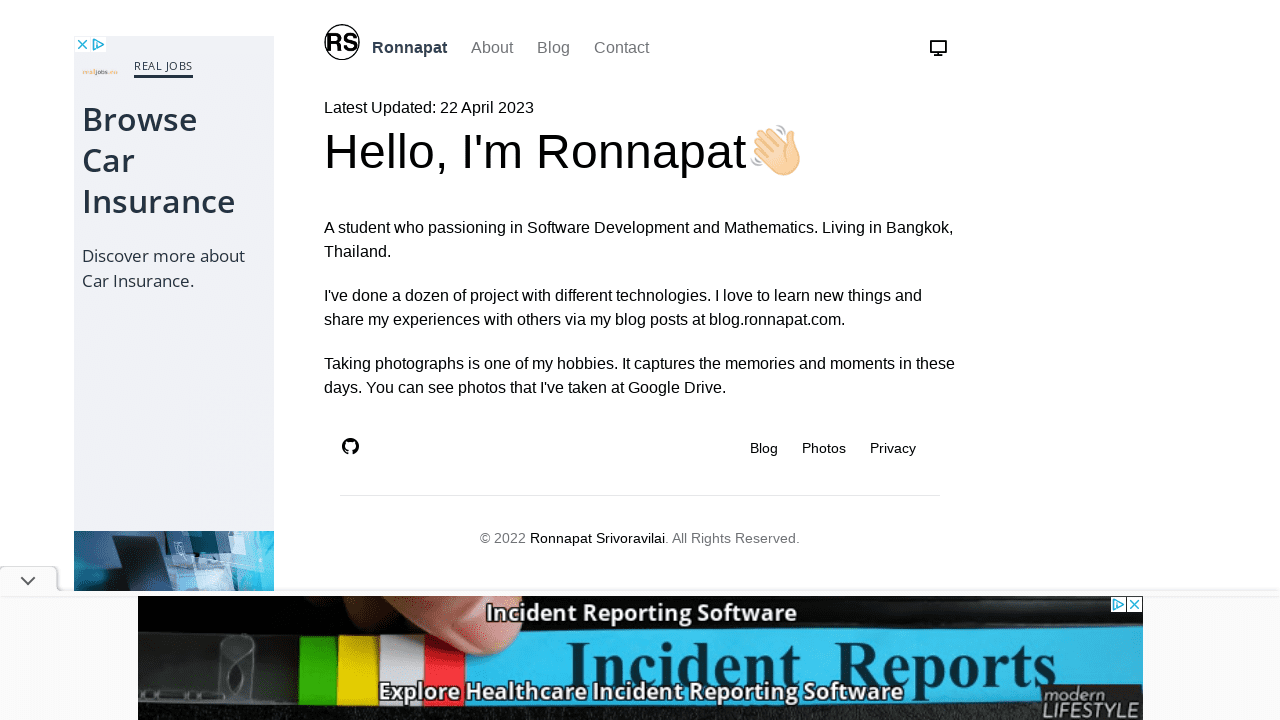 RS
Ronnapat About Blog Contact
REAL JOBS
Browse
Car
Insurance
Discover more about
Car Insurance.
Latest Updated: 22 April 2023
Hello, I'm Ronnapat👋🏻
A student who passioning in Software Development and Mathematics. Living in Bangkok,
Thailand.
I've done a dozen of project with different technologies. I love to learn new things and
share my experiences with others via my blog posts at blog.ronnapat.com.
Taking photographs is one of my hobbies. It captures the memories and moments in these
days. You can see photos that I've taken at Google Drive.
Blog Photos Privacy
© 2022 Ronnapat Srivoravilai. All Rights Reserved.
Incident Reporting Software
Incident Reports
Explore Healthcare Incident Reporting Software
modern
LIFESTYLE